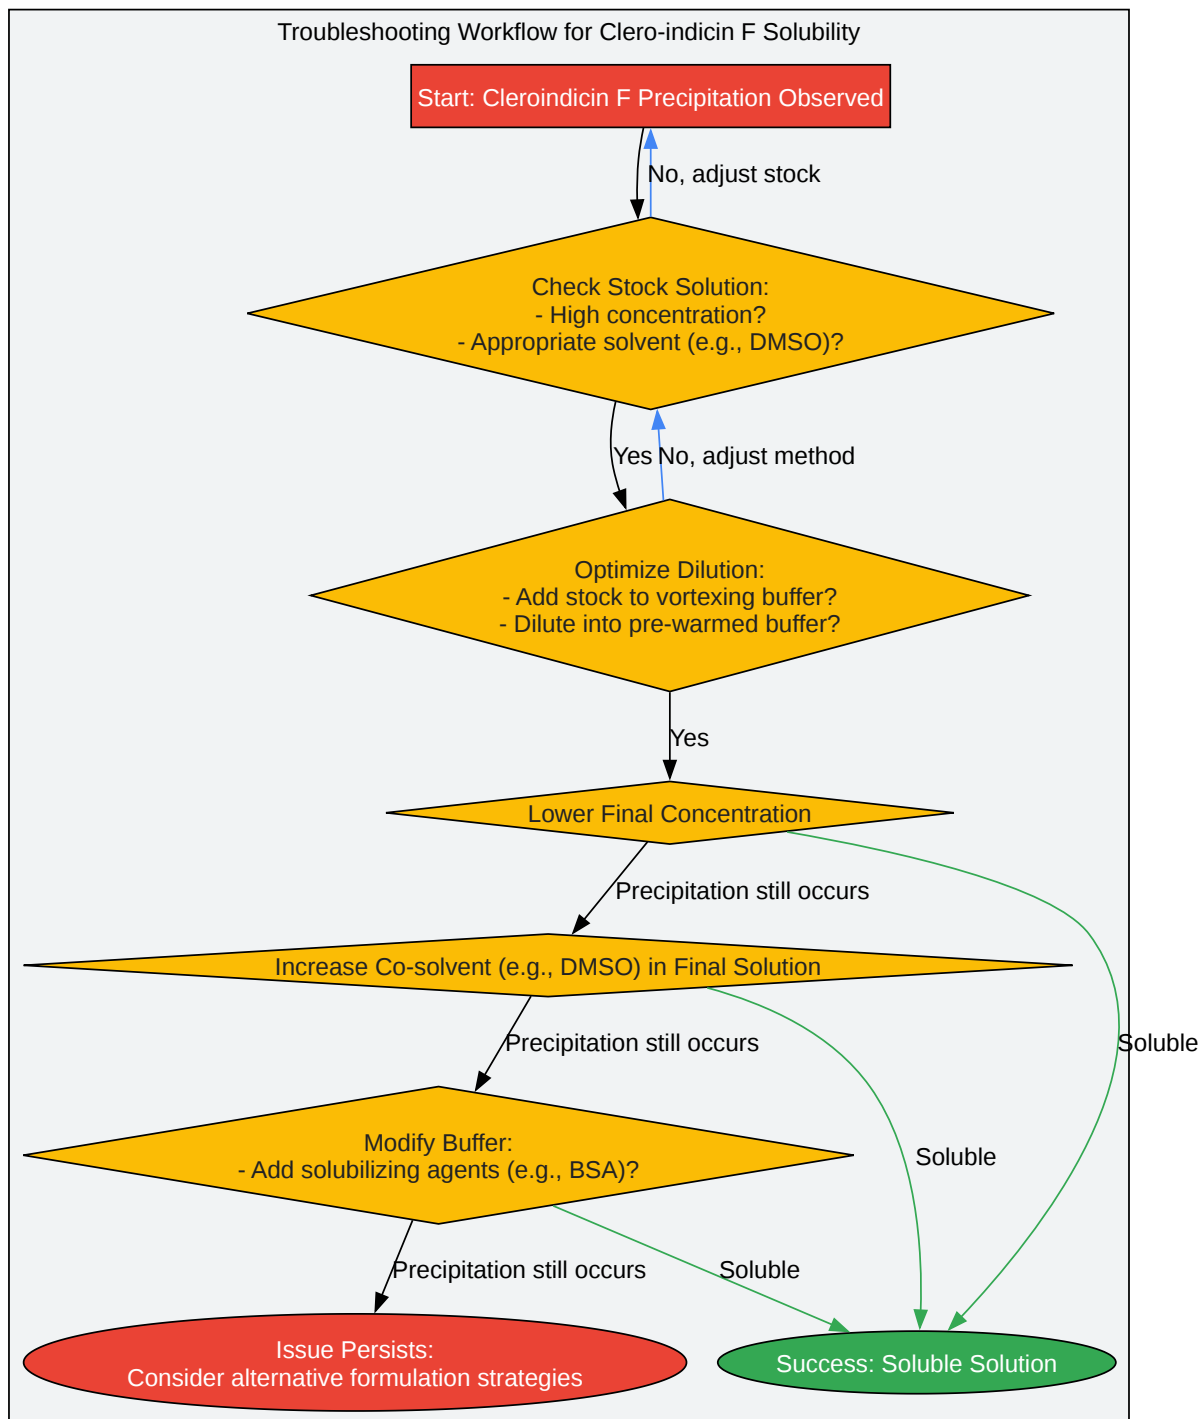 Troubleshooting Workflow for Clero-indicin F Solubility
Start: Cleroindicin F Precipitation Observed
No, adjust stock
Check Stock Solution:
- High concentration?
- Appropriate solvent (e.g., DMSO)?
Yes
No, adjust method
Optimize Dilution:
- Add stock to vortexing buffer?
- Dilute into pre-warmed buffer?
Yes
Lower Final Concentration
Precipitation still occurs
Increase Co-solvent (e.g., DMSO) in Final Solution
Precipitation still occurs
Soluble
Modify Buffer:
- Add solubilizing agents (e.g., BSA)?
Soluble
Precipitation still occurs
Soluble
Issue Persists:
Consider alternative formulation strategies
Success: Soluble Solution